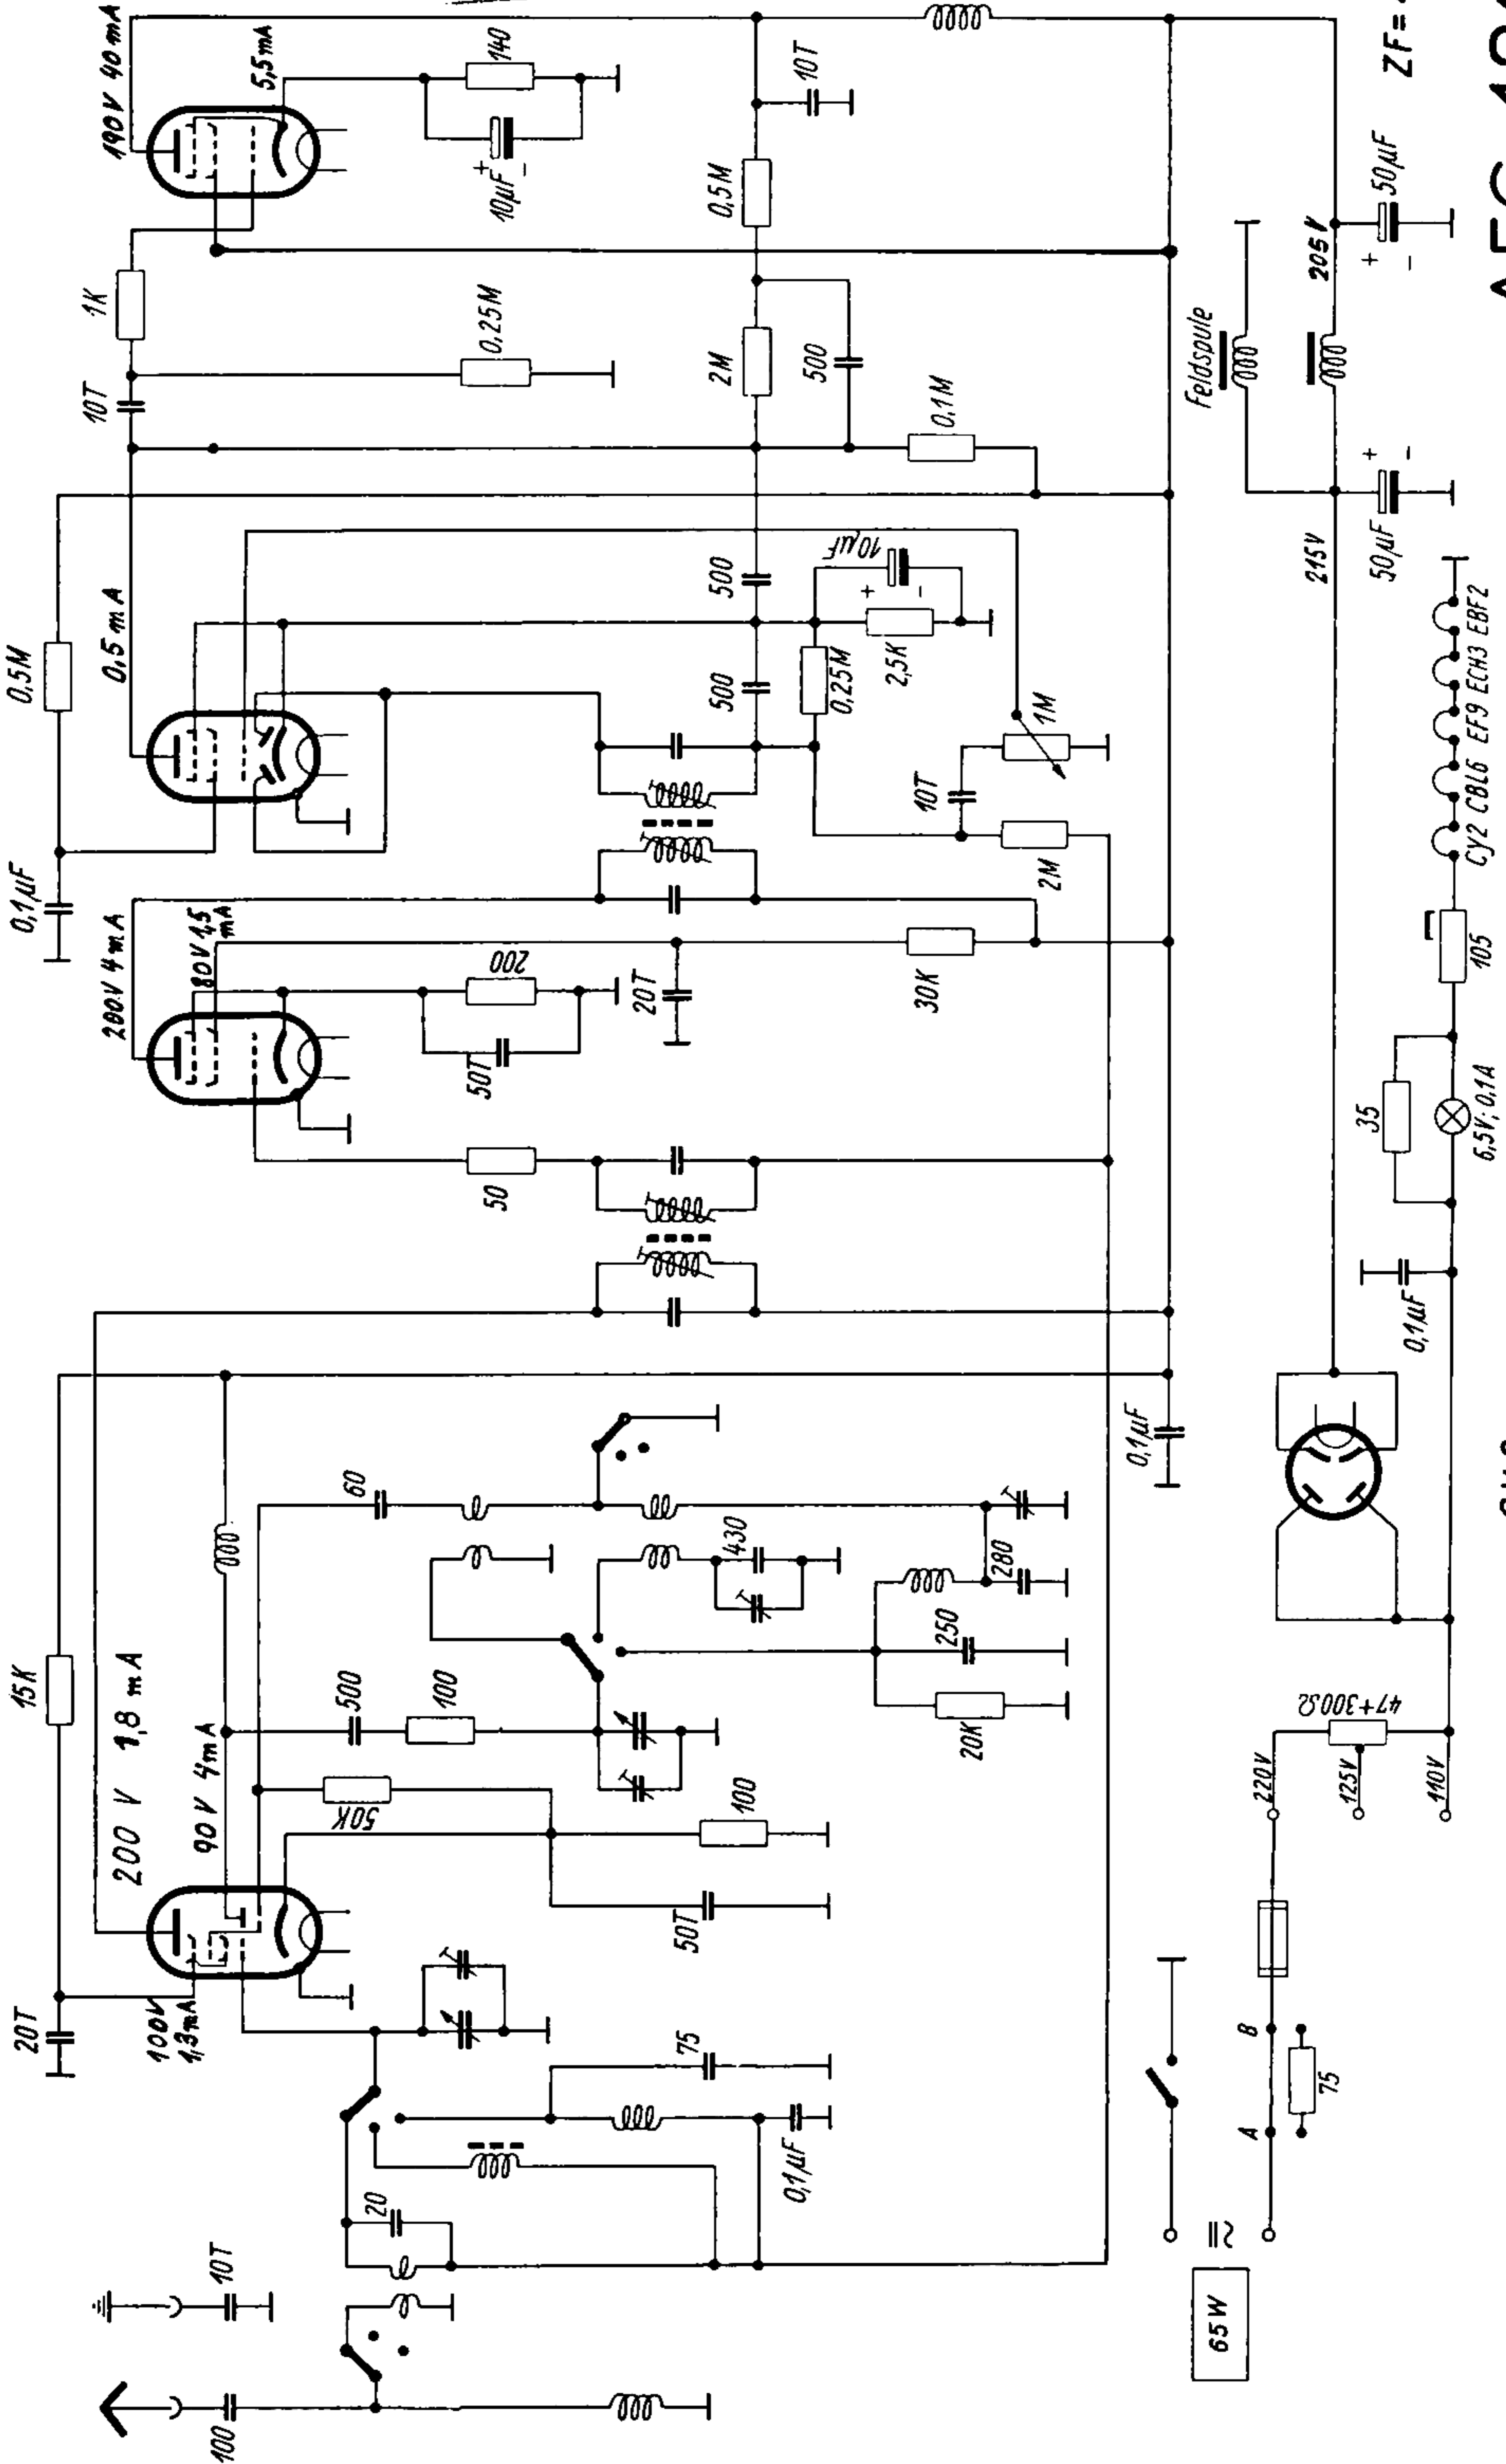 100
10T
20
75
0,1µF
20T
100V
1,3mA
15K
200 V 1,8 mA
90 V 4mA
50K
500
100
50T
100
60
430
280
250
20K
0,1µF
50
200V 4mA
80V 1,5 mA
200
50T
20T
30K
0,1µF
0,5M
0,5mA
500
500
0,25M
10µF
+
-
2,5K
10T
1M
2M
10T
1K
0,25M
2M
500
0,1M
0,5M
10T
190V 40mA
5,5mA
140
10µF
+
-
65W
A B
75
220V
125V
110V
47+300Ω
0,1µF
35
6,5V; 0,1A
105
CY2 CBL6 EF9 ECH3 EBF2
215V
50µF
+
-
Feldspule
205V
50µF
+
-
ZF=